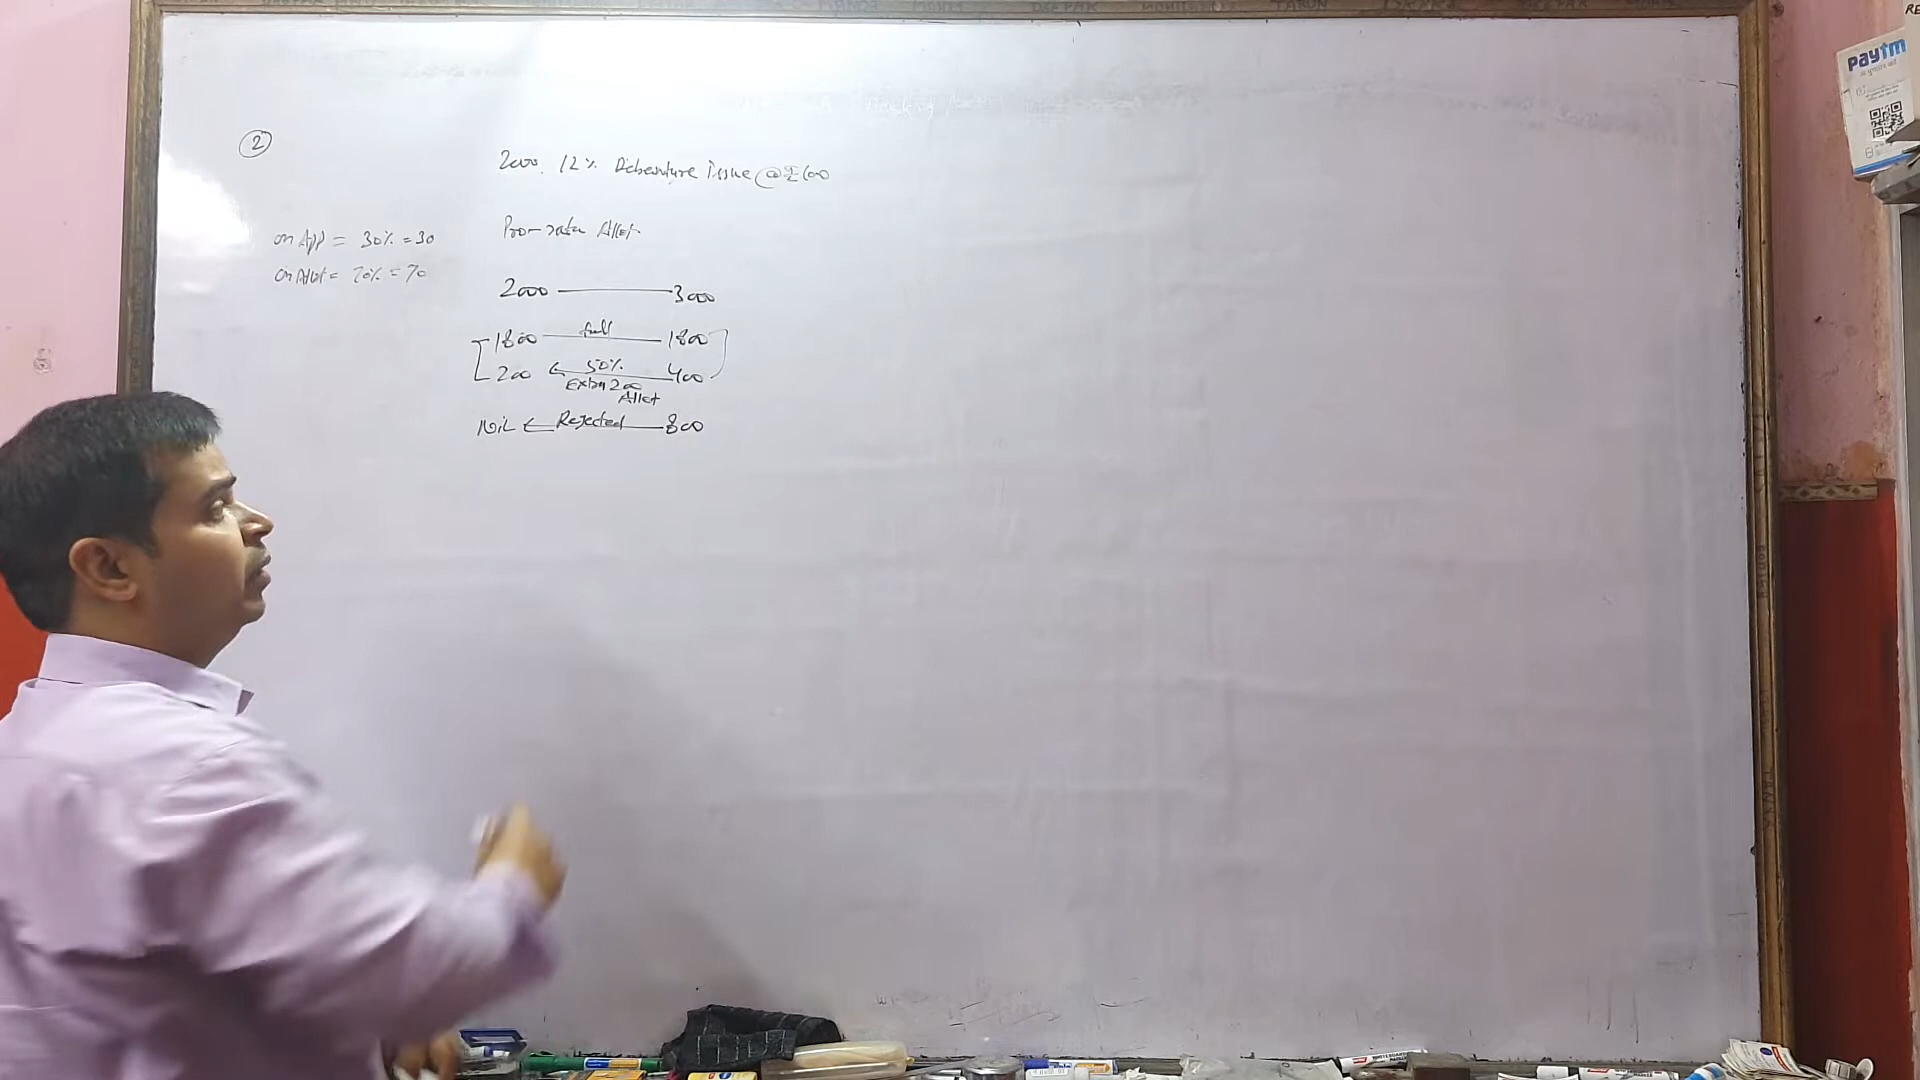 ②
2000, 12% Debenture Issue @ ₹100
on App = 30% = 30
Pro-rata Allot.
on Allot = 70% = 70
2000 — 3000
1800 — full — 1800
200 ← 50% — 400
Extra 200
Allot
Nil ← Rejected — 800
paytm